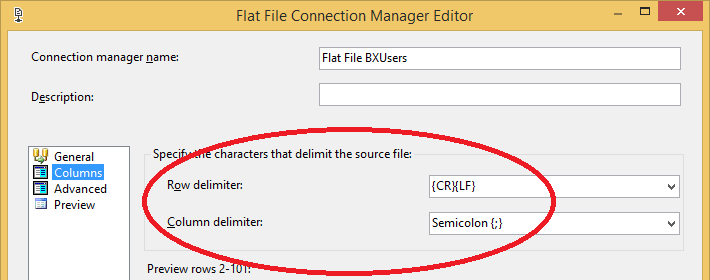 Flat File Connection Manager Editor
Connection manager name:
Flat File BXUsers
Description:
General
Columns
Advanced
Preview
Specify the characters that delimit the source file:
Row delimiter:
{CR}{LF}
Column delimiter:
Semicolon {;}
Preview rows 2-101: